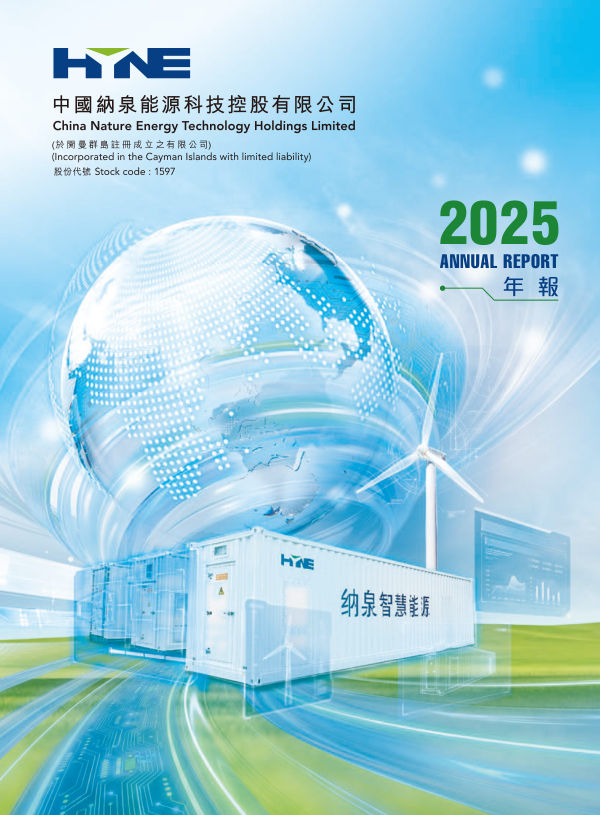 HYNE
中國納泉能源科技控股有限公司
China Nature Energy Technology Holdings Limited
(於開曼群島註冊成立之有限公司)
(Incorporated in the Cayman Islands with limited liability)
股份代號 Stock code : 1597
2025
ANNUAL REPORT
年報
HYNE
纳泉智慧能源